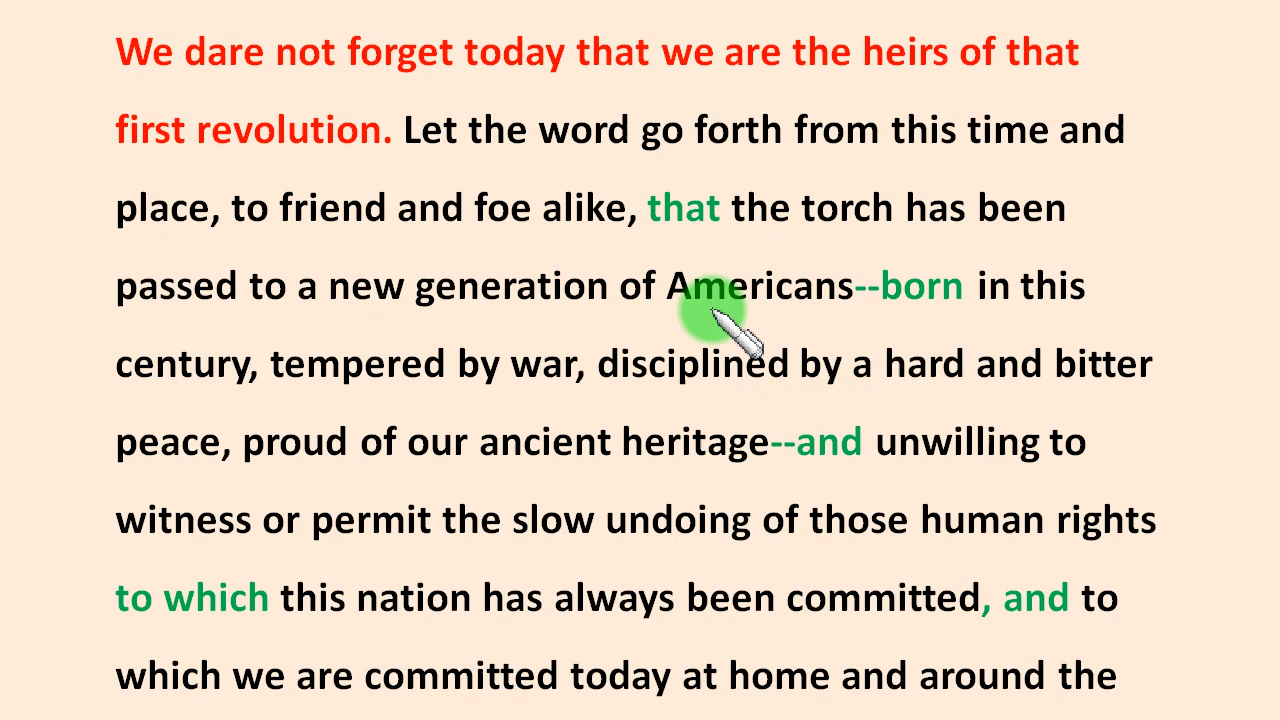 We dare not forget today that we are the heirs of that
first revolution. Let the word go forth from this time and
place, to friend and foe alike, that the torch has been
passed to a new generation of Americans--born in this
century, tempered by war, disciplined by a hard and bitter
peace, proud of our ancient heritage--and unwilling to
witness or permit the slow undoing of those human rights
to which this nation has always been committed, and to
which we are committed today at home and around the